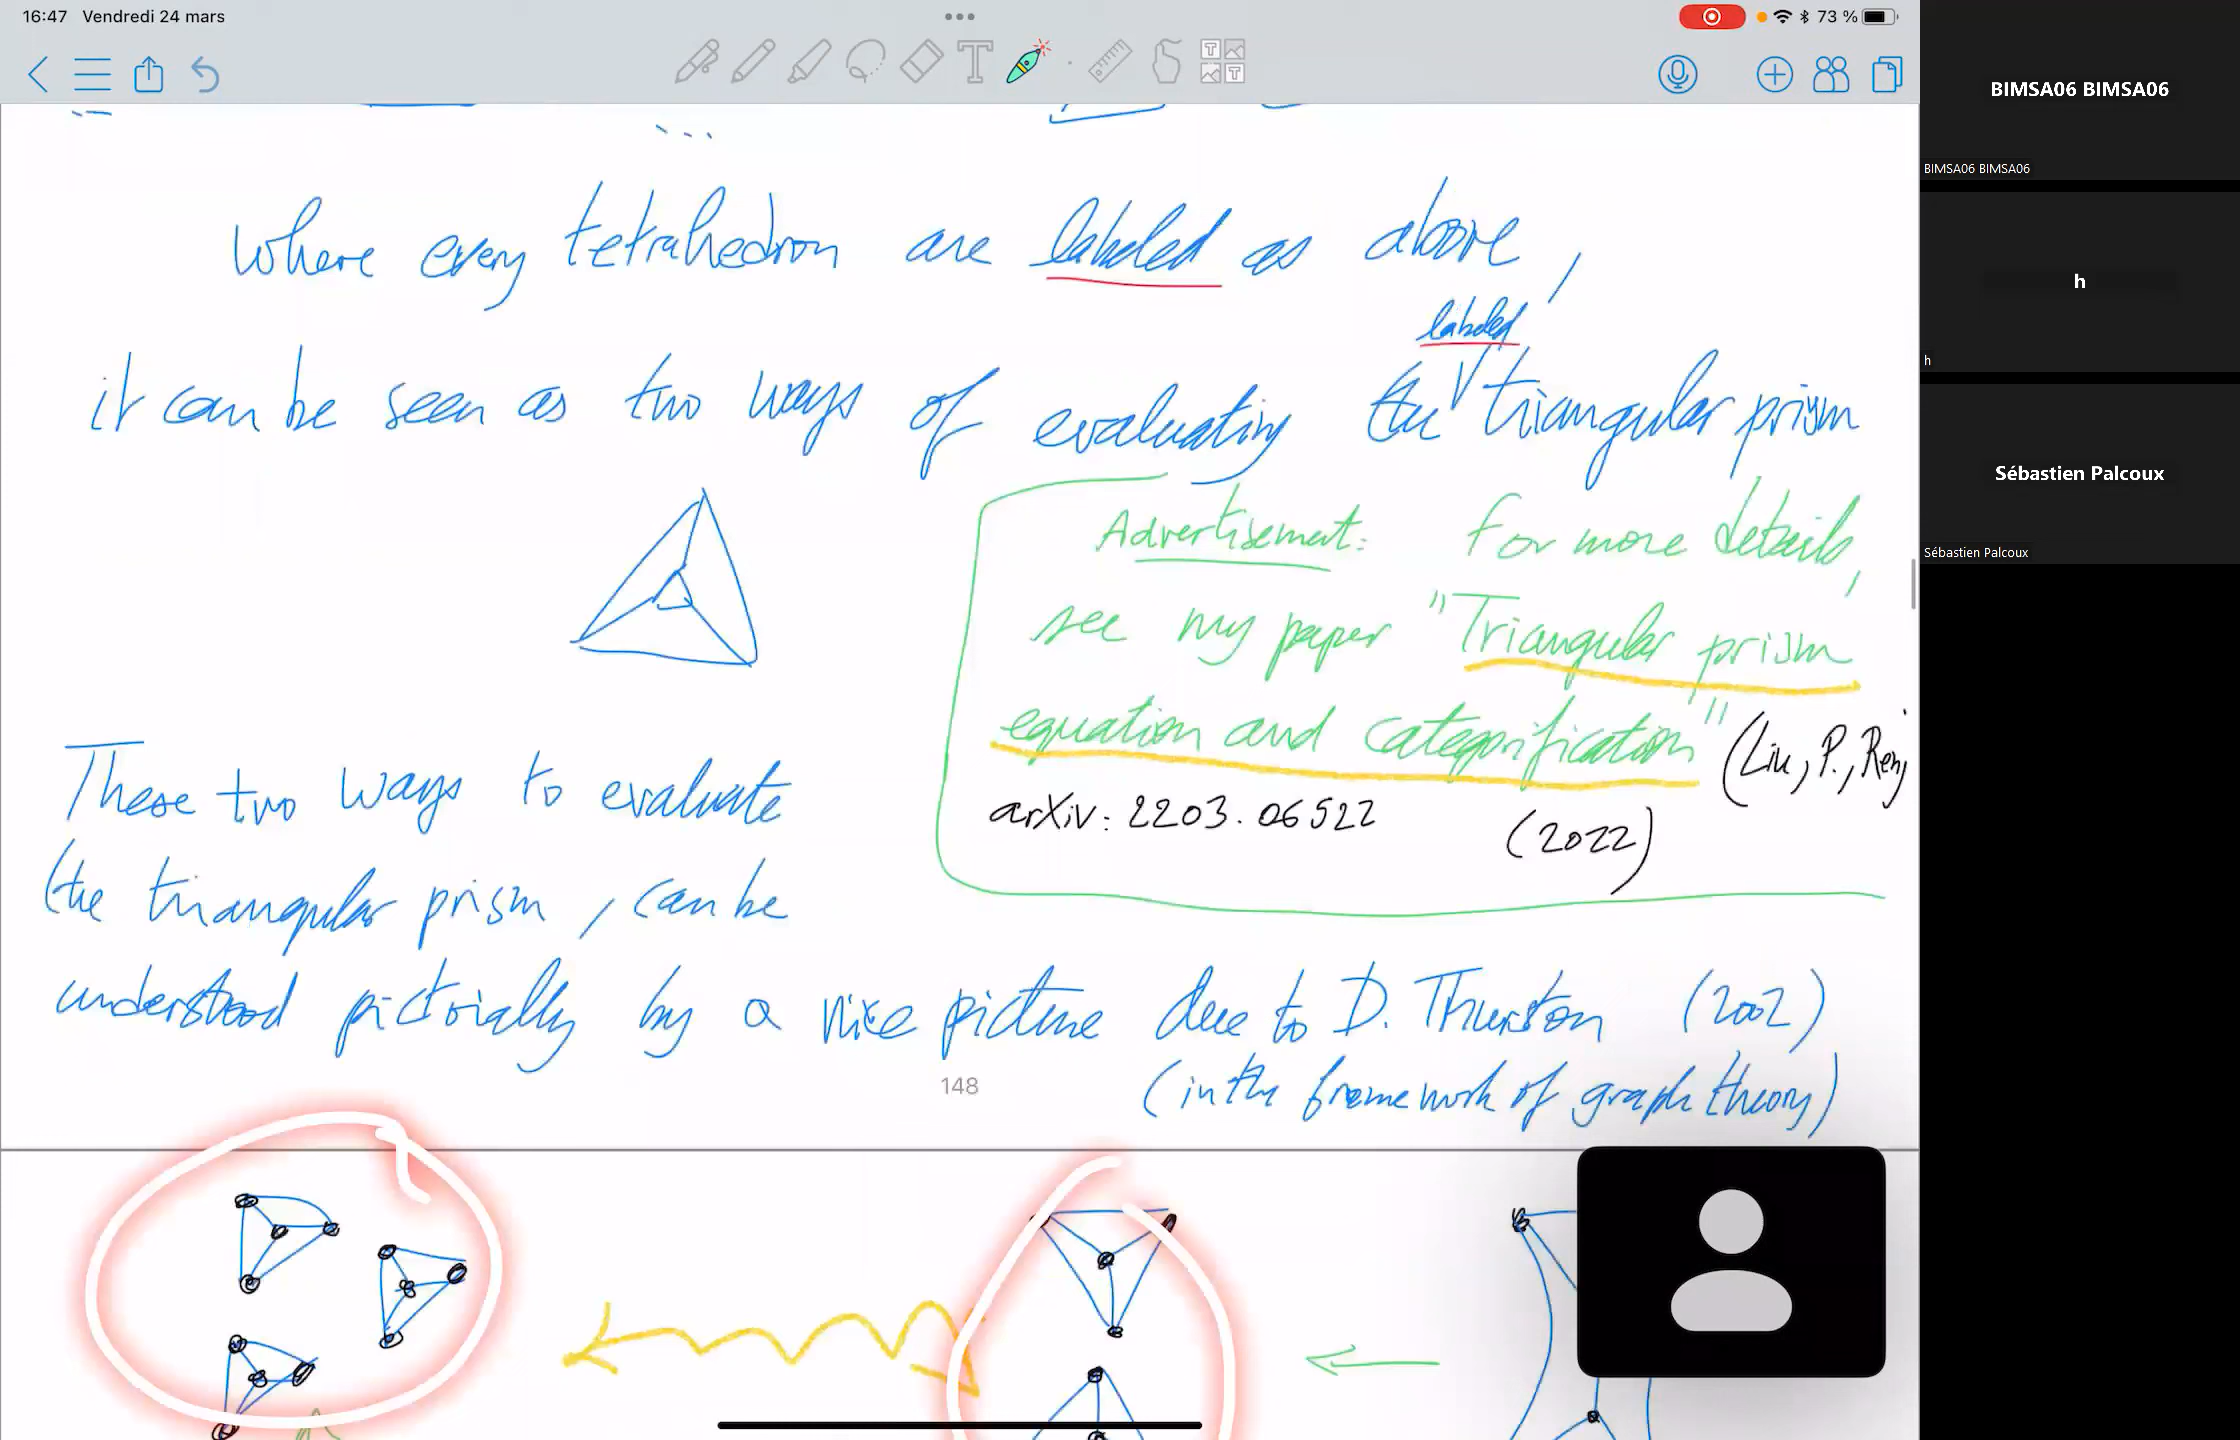 16:47 Vendredi 24 mars
73 %
BIMSA06 BIMSA06
BIMSA06 BIMSA06
h
h
Sébastien Palcoux
Sébastien Palcoux
where every tetrahedron are labeled as above,
labeled
it can be seen as two ways of evaluating the triangular prism
Advertisement: For more details,
see my paper "Triangular prism
equation and categorification" (Liu, P., Ren)
arXiv: 2203.06522 (2022)
These two ways to evaluate
the triangular prism, can be
understood pictorially by a nice picture due to D. Thurston (2002)
(in the framework of graph theory)
148